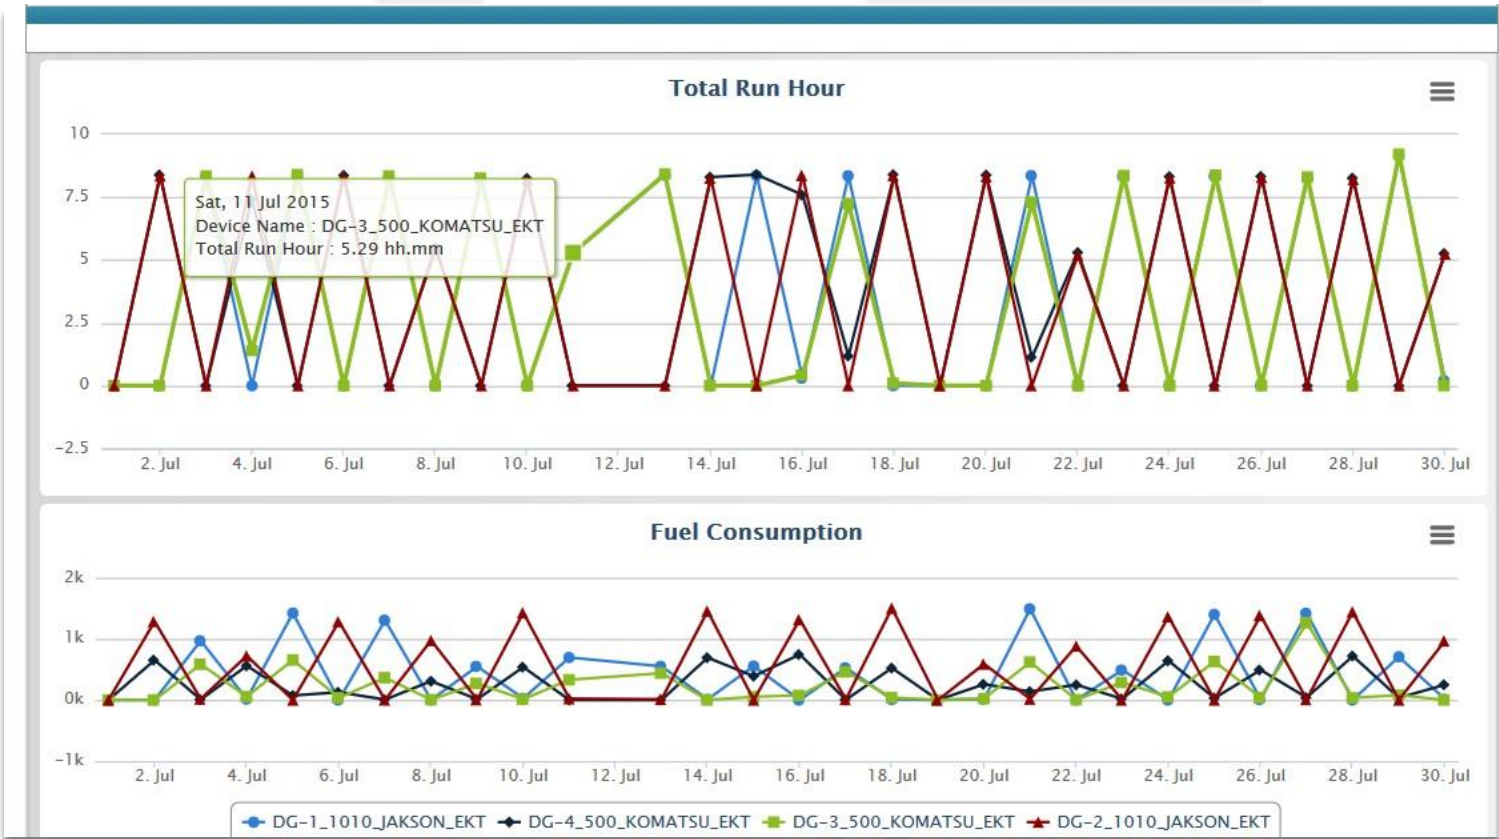 Total Run Hour
10
7.5
5
2.5
0
−2.5
Sat, 11 Jul 2015
Device Name : DG-3_500_KOMATSU_EKT
Total Run Hour : 5.29 hh.mm
2. Jul 4. Jul 6. Jul 8. Jul 10. Jul 12. Jul 14. Jul 16. Jul 18. Jul 20. Jul 22. Jul 24. Jul 26. Jul 28. Jul 30. Jul
Fuel Consumption
2k
1k
0k
−1k
2. Jul 4. Jul 6. Jul 8. Jul 10. Jul 12. Jul 14. Jul 16. Jul 18. Jul 20. Jul 22. Jul 24. Jul 26. Jul 28. Jul 30. Jul
DG-1_1010_JAKSON_EKT DG-4_500_KOMATSU_EKT DG-3_500_KOMATSU_EKT DG-2_1010_JAKSON_EKT